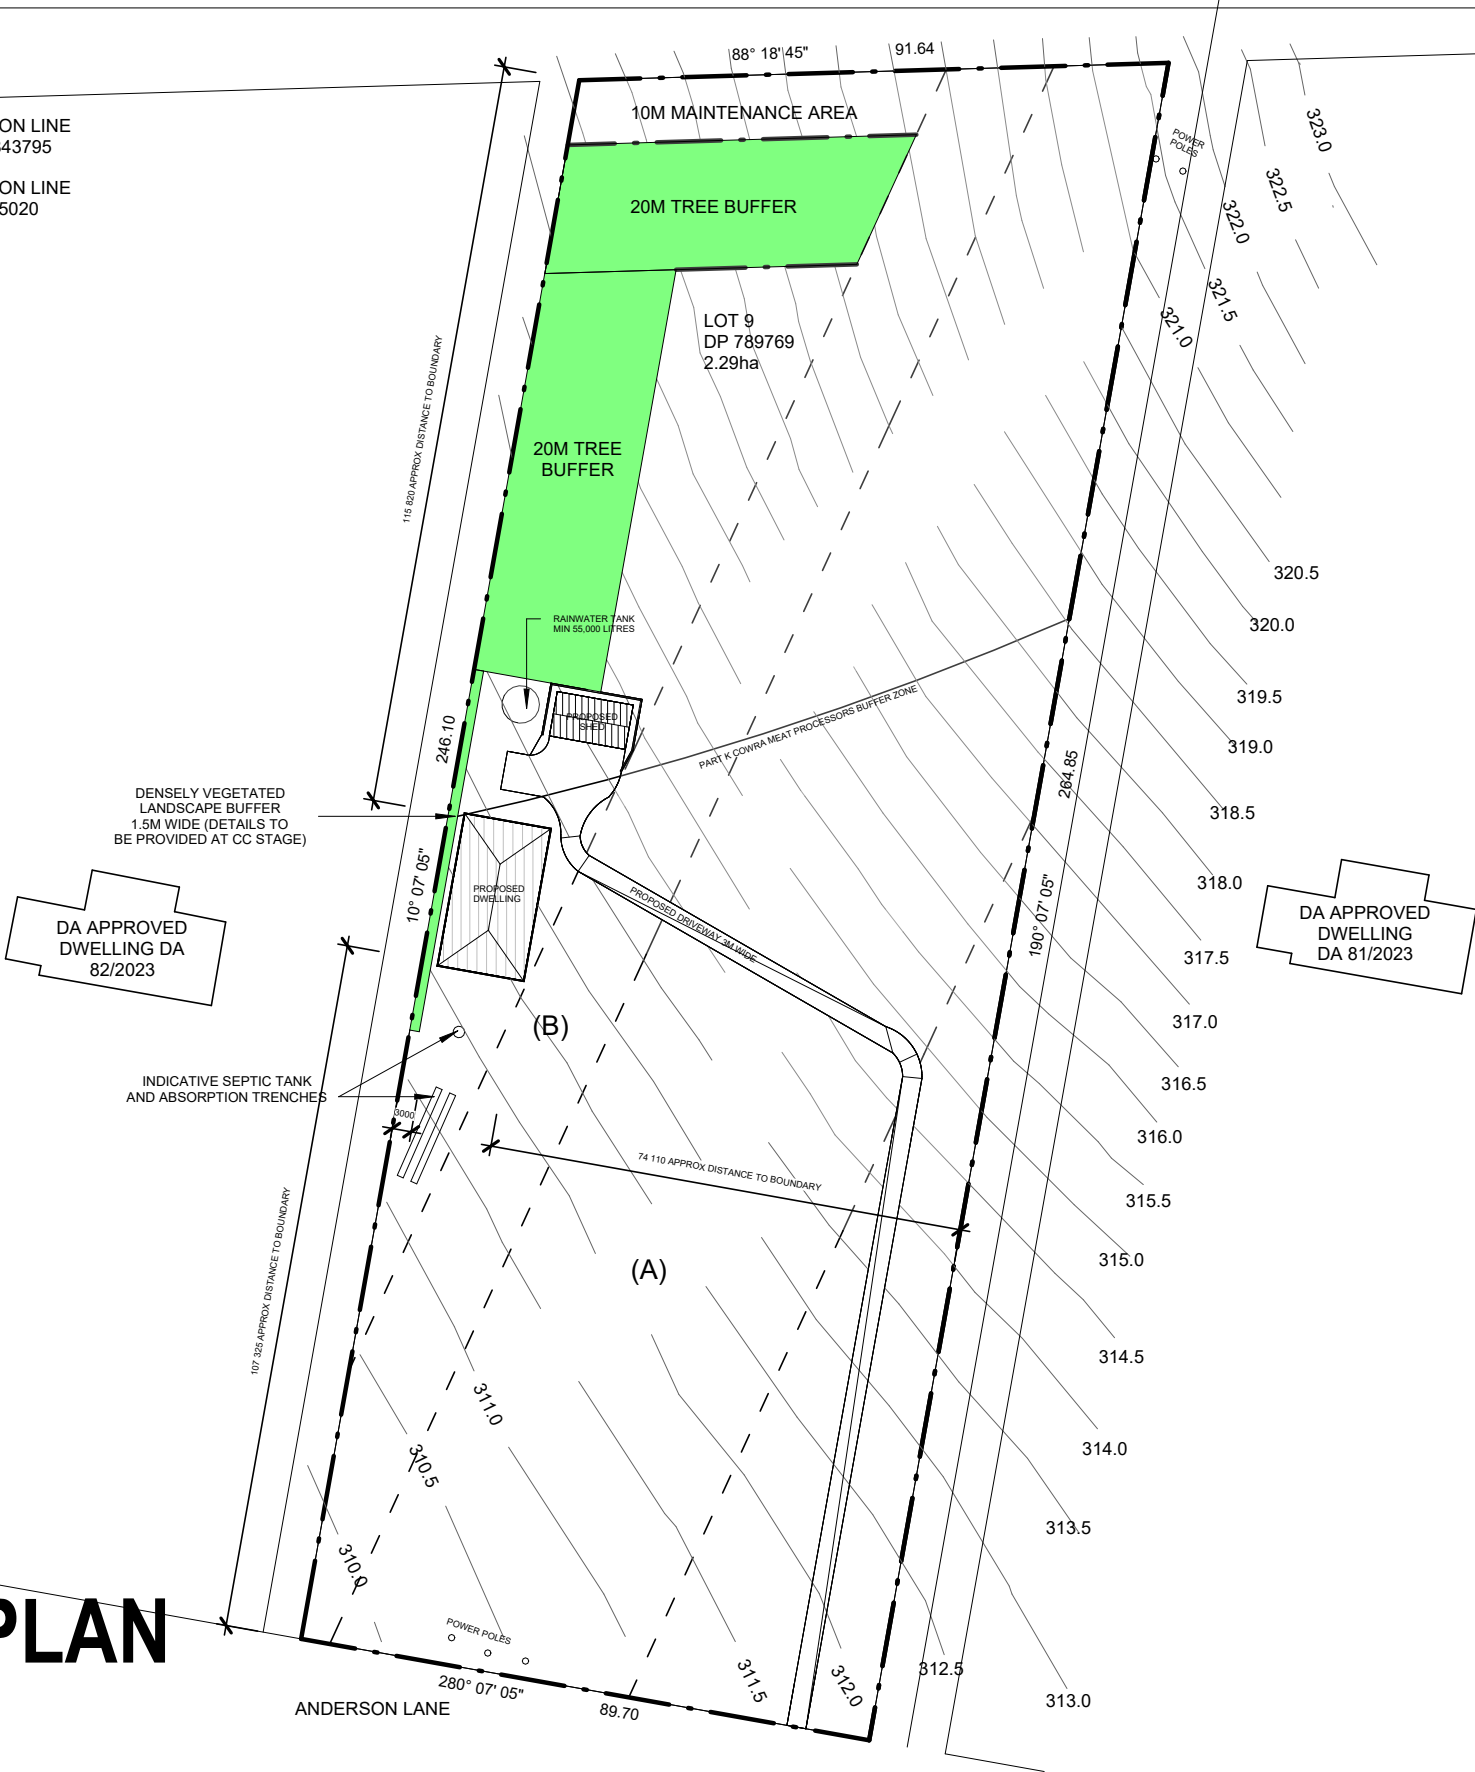 88° 18' 45"
91.64
10M MAINTENANCE AREA
ON LINE
43795
ON LINE
5020
POWER
POLES
20M TREE BUFFER
323.0
322.5
322.0
321.5
321.0
LOT 9
DP 789769
2.29ha
115 820 APPROX DISTANCE TO BOUNDARY
20M TREE
BUFFER
320.5
320.0
319.5
319.0
318.5
318.0
317.5
317.0
316.5
316.0
315.5
315.0
314.5
314.0
313.5
313.0
312.5
312.0
311.5
311.0
310.5
310.0
RAINWATER TANK
MIN 55,000 LITRES
PROPOSED
SHED
PART K COWRA MEAT PROCESSORS BUFFER ZONE
246.10
264.85
DENSELY VEGETATED
LANDSCAPE BUFFER
1.5M WIDE (DETAILS TO
BE PROVIDED AT CC STAGE)
10° 07' 05"
190° 07' 05"
PROPOSED
DWELLING
PROPOSED DRIVEWAY 3M WIDE
DA APPROVED
DWELLING DA
82/2023
DA APPROVED
DWELLING
DA 81/2023
(B)
INDICATIVE SEPTIC TANK
AND ABSORPTION TRENCHES
3000
74 110 APPROX DISTANCE TO BOUNDARY
107 325 APPROX DISTANCE TO BOUNDARY
(A)
PLAN
POWER POLES
280° 07' 05"
89.70
ANDERSON LANE